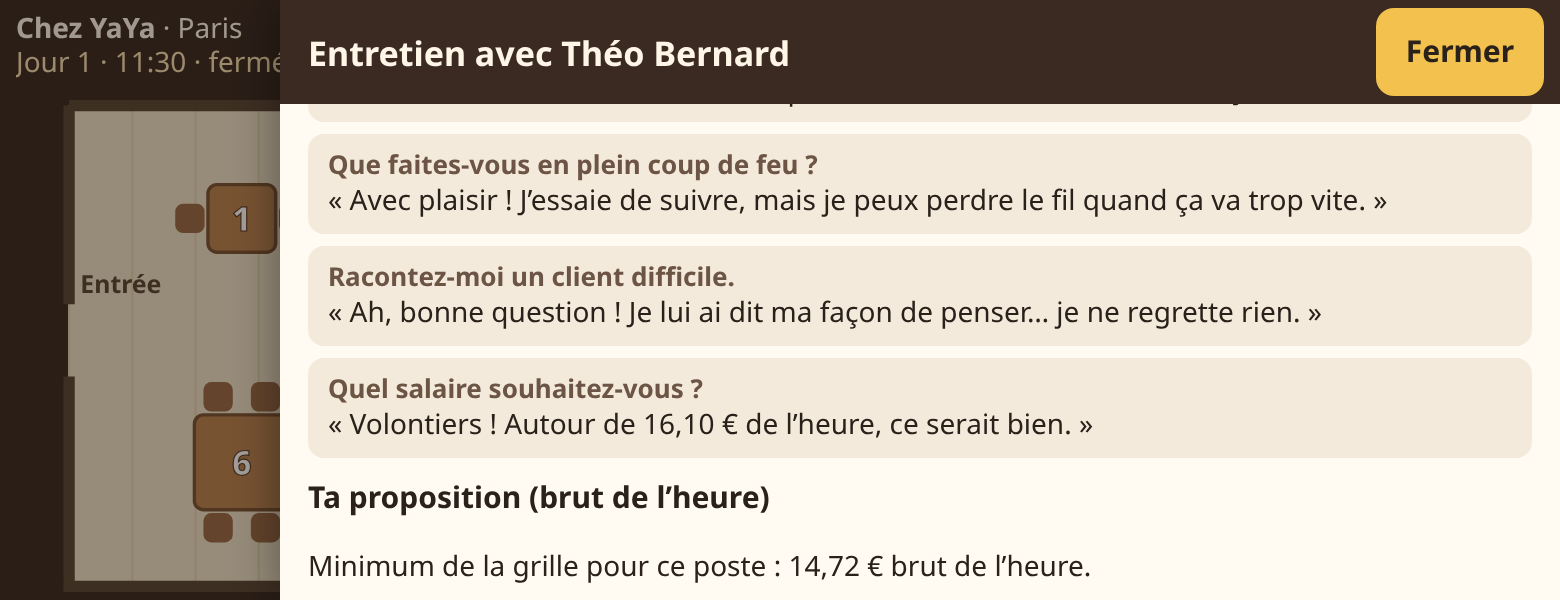 Chez YaYa · Paris
Jour 1 · 11:30 · fermé
Entretien avec Théo Bernard
Fermer
Que faites-vous en plein coup de feu ?
« Avec plaisir ! J’essaie de suivre, mais je peux perdre le fil quand ça va trop vite. »
Racontez-moi un client difficile.
« Ah, bonne question ! Je lui ai dit ma façon de penser… je ne regrette rien. »
Quel salaire souhaitez-vous ?
« Volontiers ! Autour de 16,10 € de l’heure, ce serait bien. »
Ta proposition (brut de l’heure)
Minimum de la grille pour ce poste : 14,72 € brut de l’heure.
1
Entrée
6